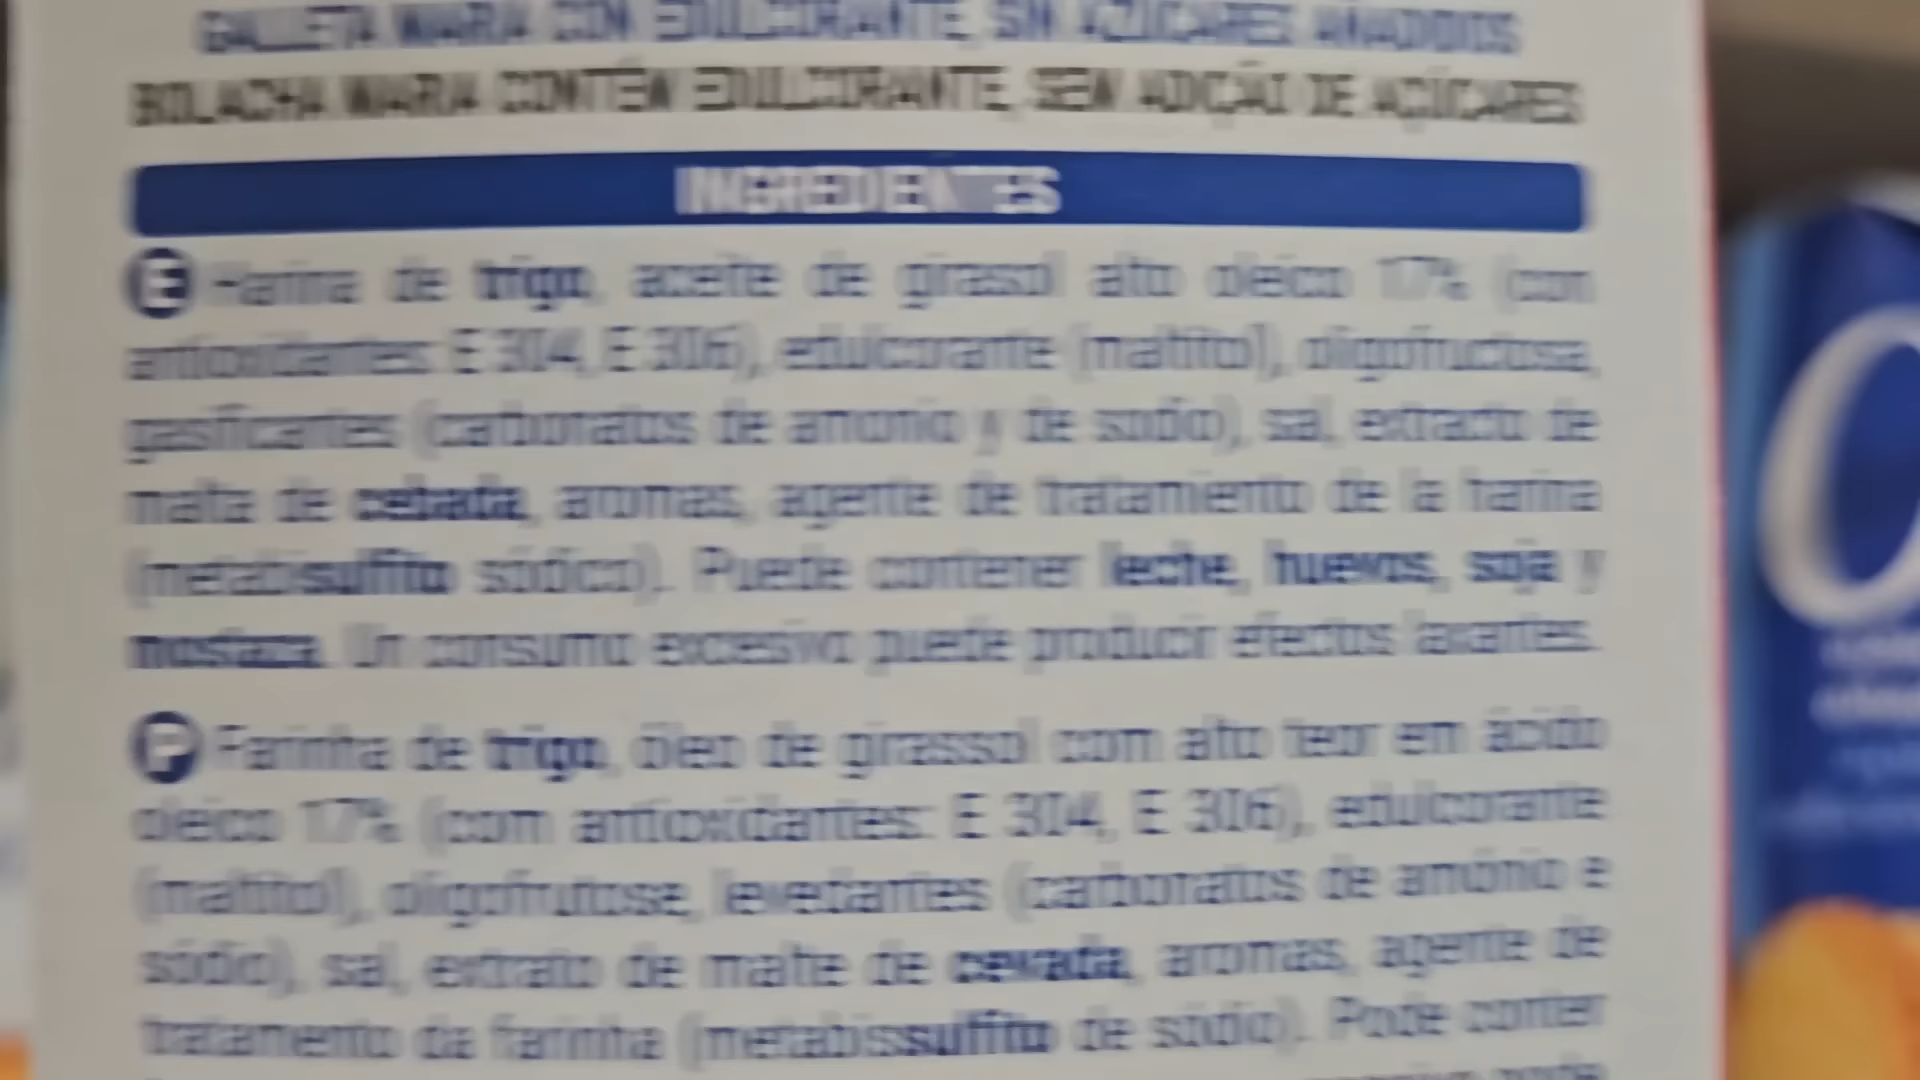 GALLETA MARIA CON EDULCORANTE, SIN AZÚCARES AÑADIDOS
BOLACHA MARIA CONTÉM EDULCORANTE, SEM ADIÇÃO DE AÇÚCARES
INGREDIENTES
E Harina de trigo, aceite de girasol alto oleico 17% (con
antioxidantes: E 304, E 306), edulcorante (maltitol), oligofructosa,
gasificantes (carbonatos de amonio y de sodio), sal, extracto de
malta de cebada, aromas, agente de tratamiento de la harina
(metabisulfito sódico). Puede contener leche, huevos, soja y
mostaza. Un consumo excesivo puede producir efectos laxantes.
P Farinha de trigo, óleo de girassol com alto teor em ácido
oleico 17% (com antioxidantes: E 304, E 306), edulcorante
(maltitol), oligofrutose, levedantes (carbonatos de amónio e
sódio), sal, extrato de malte de cevada, aromas, agente de
tratamento da farinha (metabissulfito de sódio). Pode conter